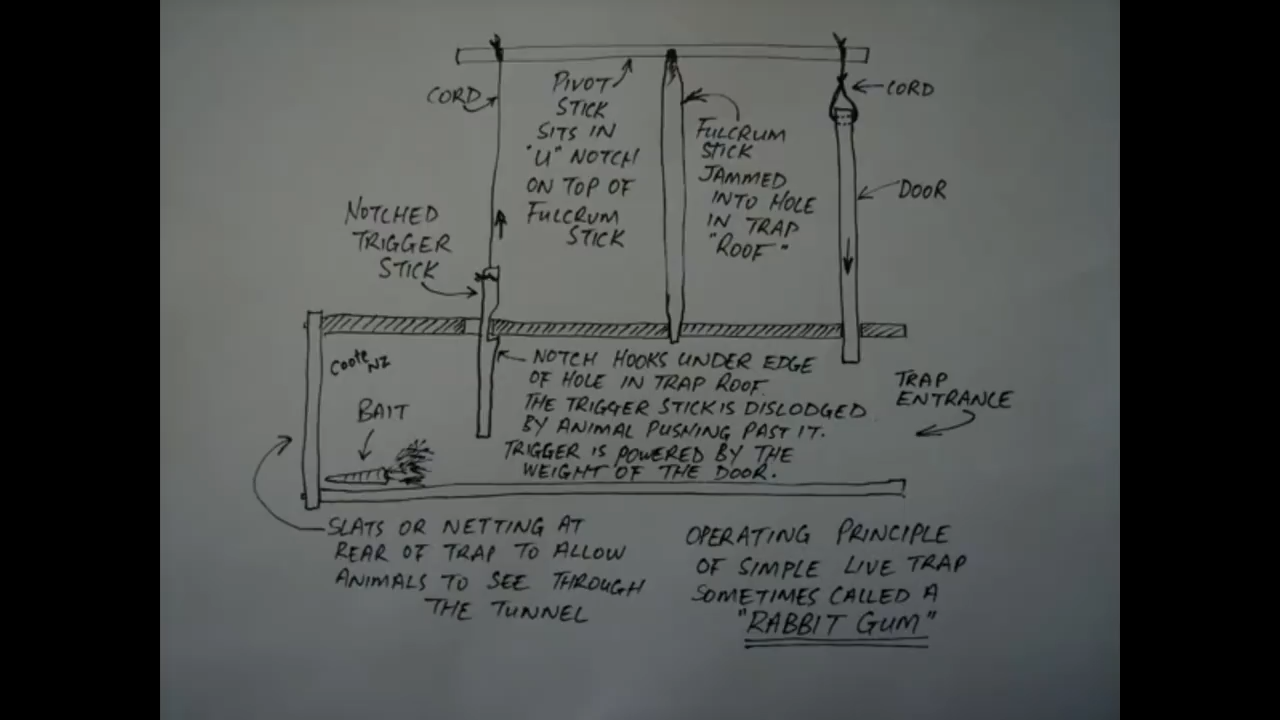 CORD
PIVOT
STICK
SITS IN
"U" NOTCH
ON TOP OF
FULCRUM
STICK
CORD
FULCRUM
STICK
JAMMED
INTO HOLE
IN TRAP
"ROOF"
DOOR
NOTCHED
TRIGGER
STICK
CooteNZ
BAIT
NOTCH HOOKS UNDER EDGE
OF HOLE IN TRAP ROOF.
THE TRIGGER STICK IS DISLODGED
BY ANIMAL PUSHING PAST IT.
TRIGGER IS POWERED BY THE
WEIGHT OF THE DOOR.
TRAP
ENTRANCE
SLATS OR NETTING AT
REAR OF TRAP TO ALLOW
ANIMALS TO SEE THROUGH
THE TUNNEL
OPERATING PRINCIPLE
OF SIMPLE LIVE TRAP
SOMETIMES CALLED A
"RABBIT GUM"